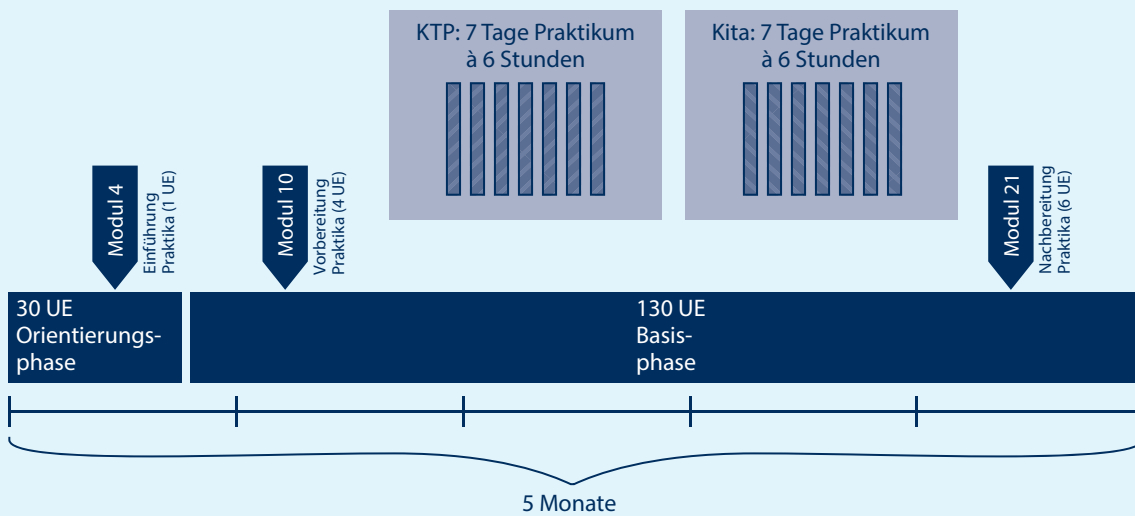 KTP: 7 Tage Praktikum
à 6 Stunden
Kita: 7 Tage Praktikum
à 6 Stunden
Modul 4
Einführung
Praktika (1 UE)
Modul 10
Vorbereitung
Praktika (4 UE)
Modul 21
Nachbereitung
Praktika (6 UE)
30 UE
Orientierungs-
phase
130 UE
Basis-
phase
5 Monate